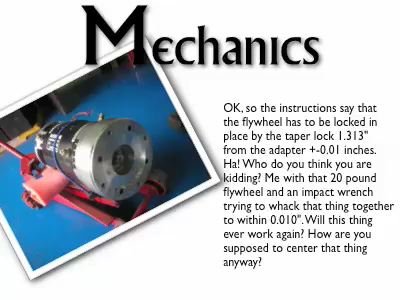 Mechanics
OK, so the instructions say that
the flywheel has to be locked in
place by the taper lock 1.313"
from the adapter +-0.01 inches.
Ha! Who do you think you are
kidding? Me with that 20 pound
flywheel and an impact wrench
trying to whack that thing together
to within 0.010". Will this thing
ever work again? How are you
supposed to center that thing
anyway?